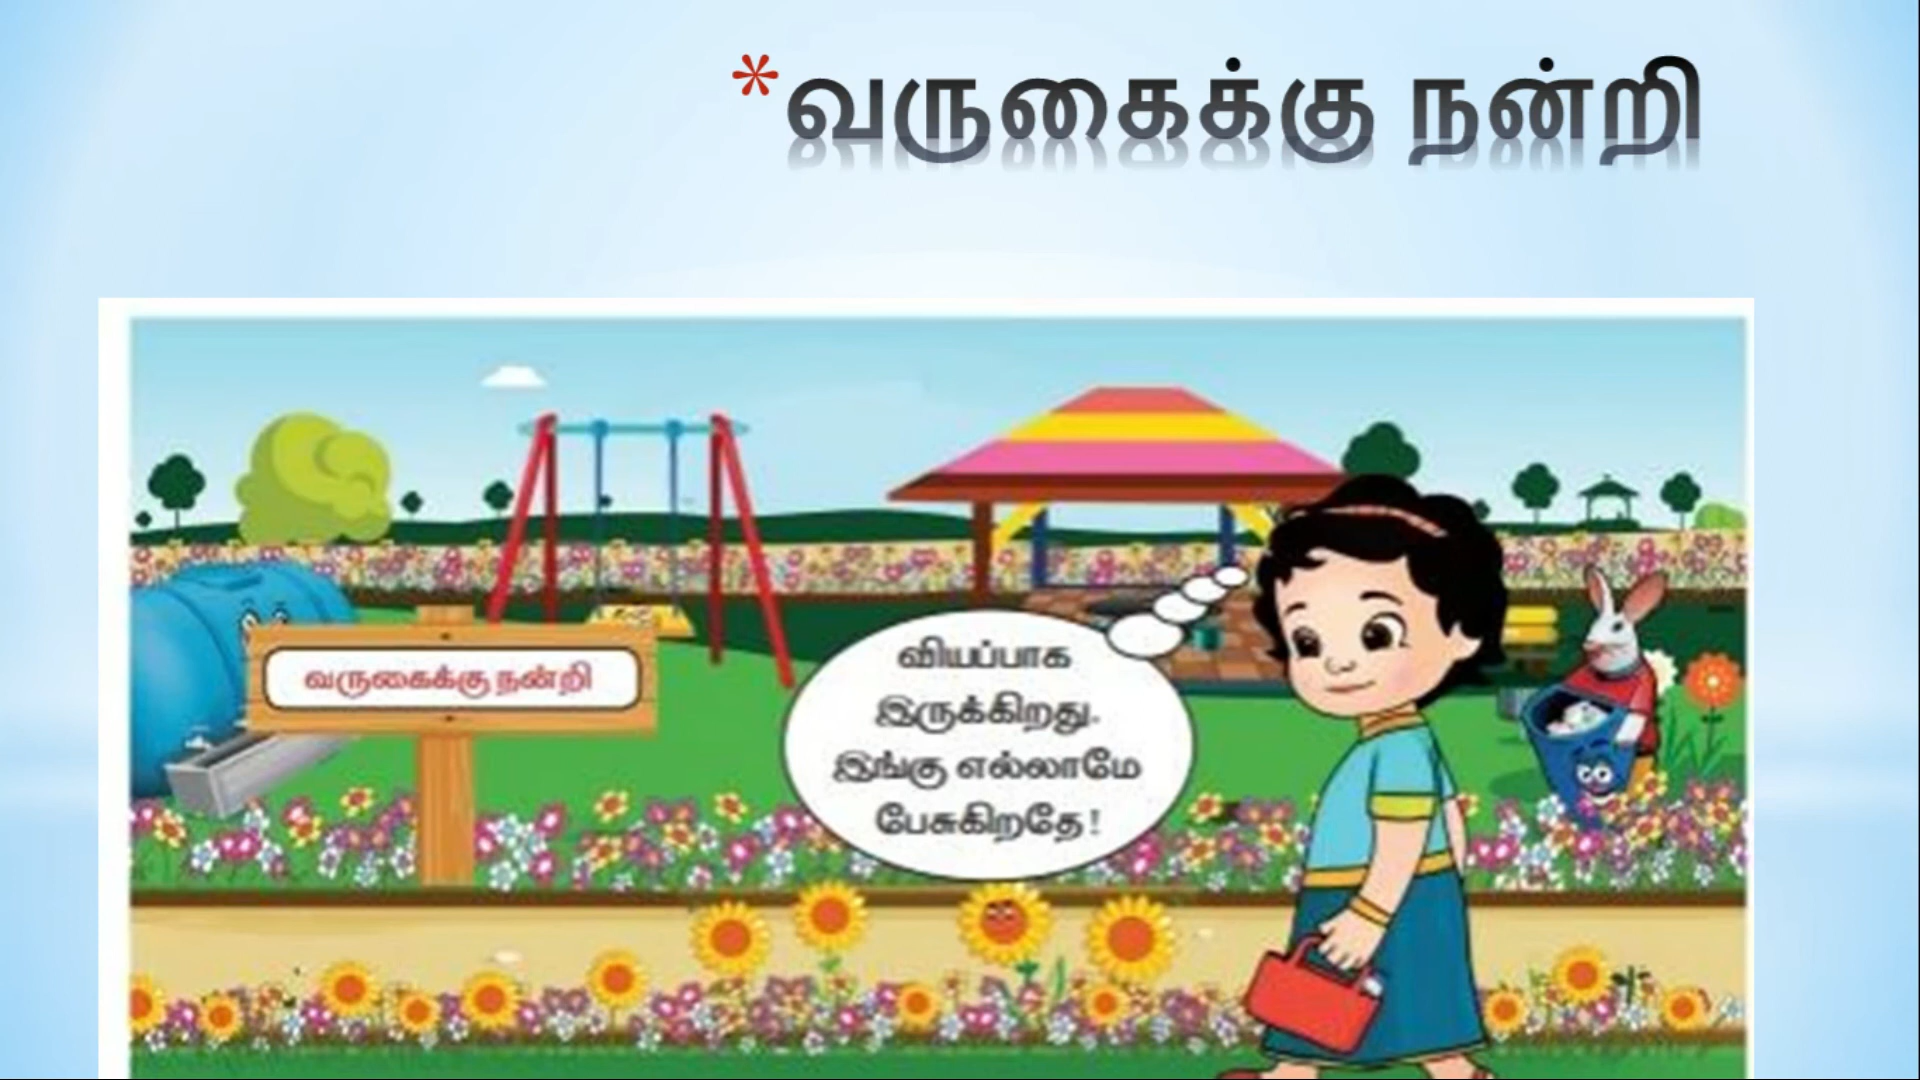 *வருகைக்கு நன்றி
வருகைக்கு நன்றி
வியப்பாக
இருக்கிறது.
இங்கு எல்லாமே
பேசுகிறதே!